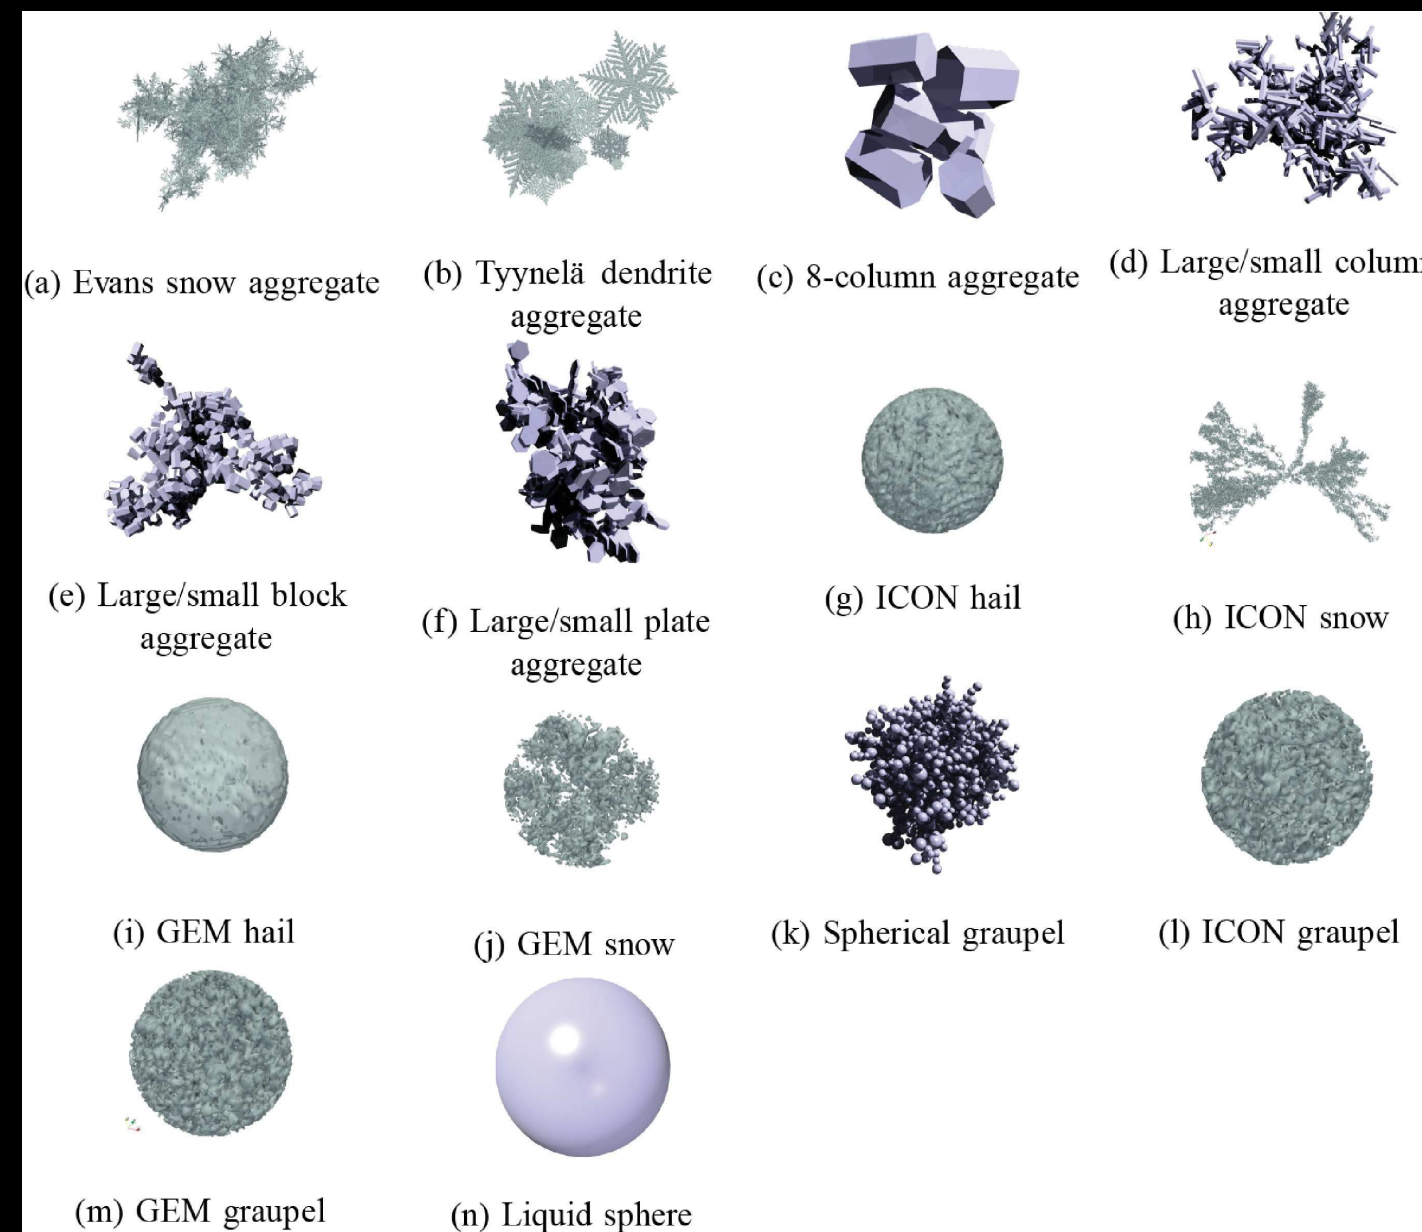 (a) Evans snow aggregate
(b) Tyynelä dendrite
aggregate
(c) 8-column aggregate
(d) Large/small colum
aggregate
(e) Large/small block
aggregate
(f) Large/small plate
aggregate
(g) ICON hail
(h) ICON snow
(i) GEM hail
(j) GEM snow
(k) Spherical graupel
(l) ICON graupel
(m) GEM graupel
(n) Liquid sphere